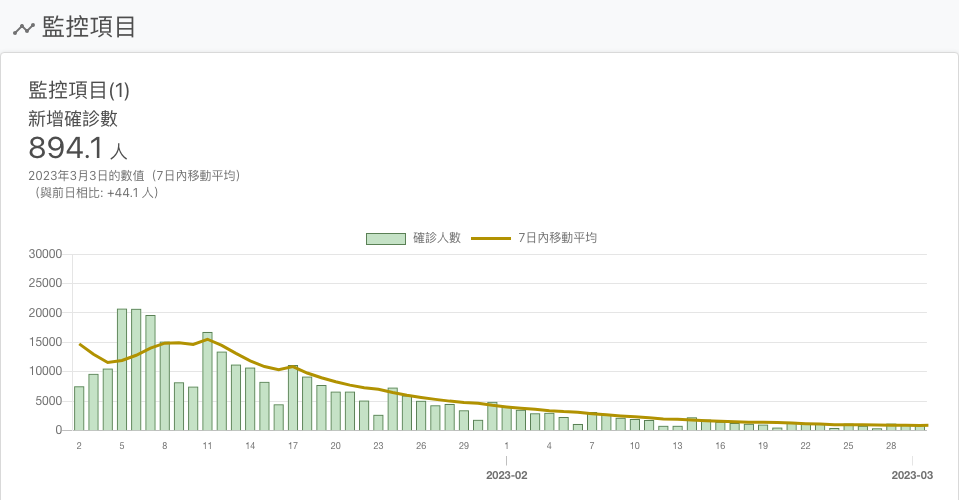 監控項目
監控項目(1)
新增確診數
894.1 人
2023年3月3日的數值（7日內移動平均）
（與前日相比: +44.1 人）
確診人數 7日內移動平均
30000
25000
20000
15000
10000
5000
0
2 5 8 11 14 17 20 23 26 29 1 4 7 10 13 16 19 22 25 28
2023-02 2023-03